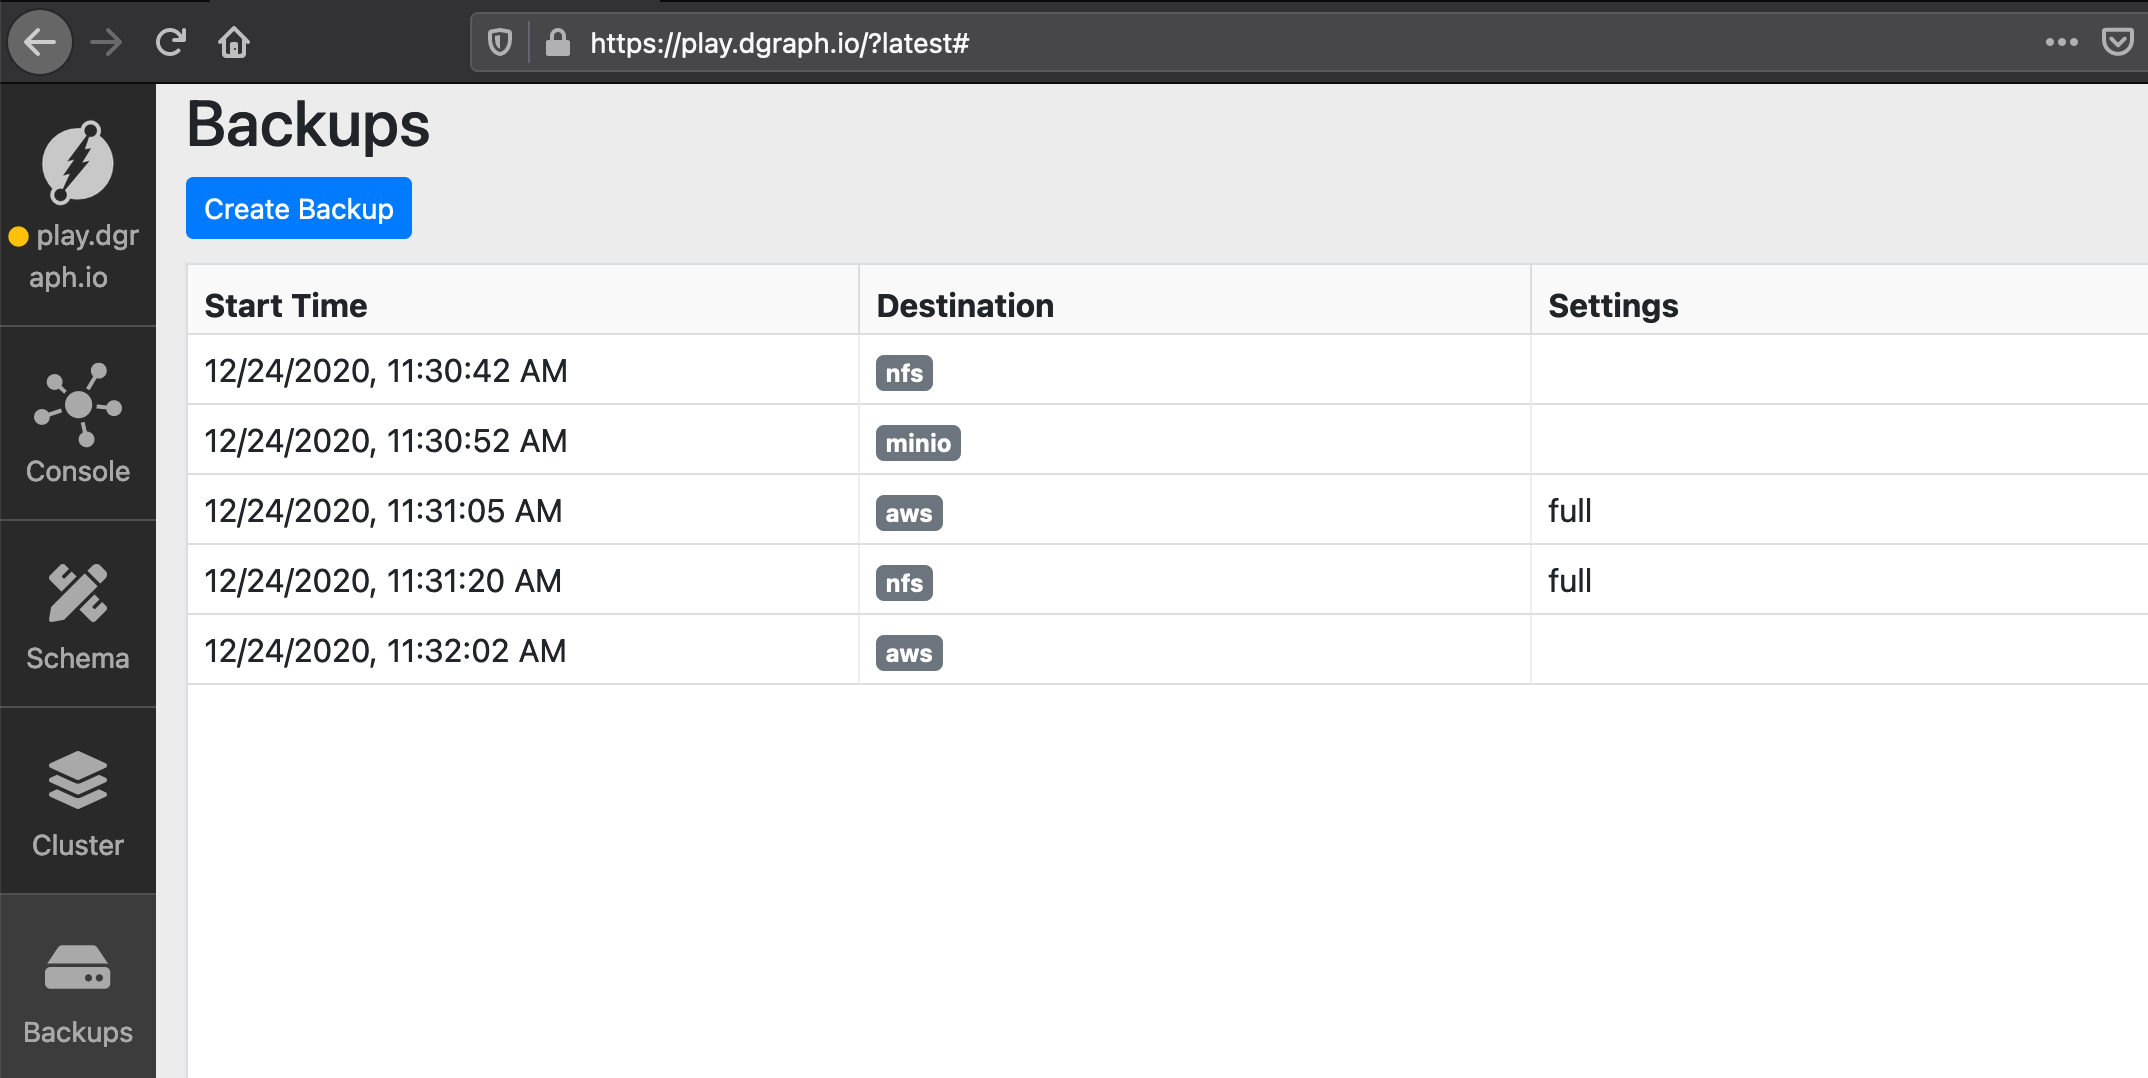 https://play.dgraph.io/?latest#
play.dgr
aph.io
Console
Schema
Cluster
Backups
Backups
Create Backup
Start Time Destination Settings
12/24/2020, 11:30:42 AM nfs
12/24/2020, 11:30:52 AM minio
12/24/2020, 11:31:05 AM aws full
12/24/2020, 11:31:20 AM nfs full
12/24/2020, 11:32:02 AM aws